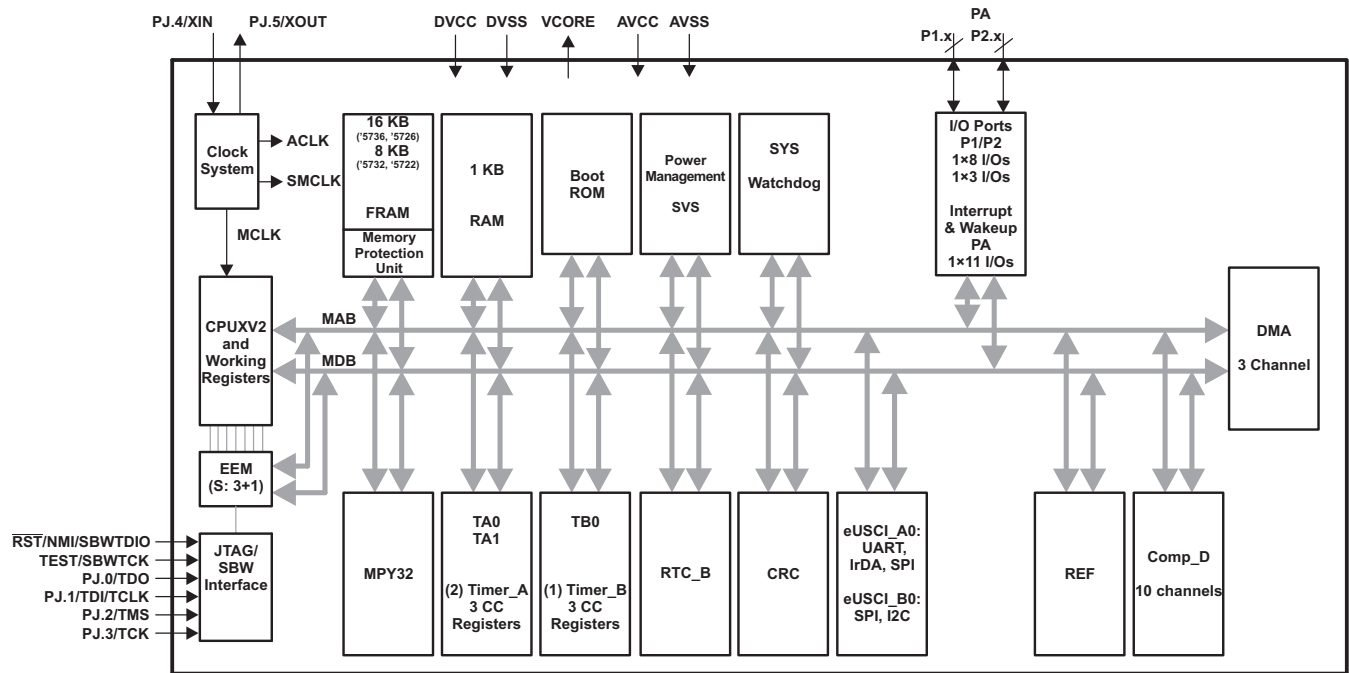 PJ.4/XIN
PJ.5/XOUT
DVCC
DVSS
VCORE
AVCC
AVSS
PA
P1.x
P2.x
Clock
System
ACLK
SMCLK
MCLK
16 KB
('5736, '5726)
8 KB
('5732, '5722)
FRAM
Memory
Protection
Unit
1 KB
RAM
Boot
ROM
Power
Management
SVS
SYS
Watchdog
I/O Ports
P1/P2
1×8 I/Os
1×3 I/Os
Interrupt
& Wakeup
PA
1×11 I/Os
CPUXV2
and
Working
Registers
MAB
MDB
DMA
3 Channel
EEM
(S: 3+1)
RST/NMI/SBWTDIO
TEST/SBWTCK
PJ.0/TDO
PJ.1/TDI/TCLK
PJ.2/TMS
PJ.3/TCK
JTAG/
SBW
Interface
MPY32
TA0
TA1
(2) Timer_A
3 CC
Registers
TB0
(1) Timer_B
3 CC
Registers
RTC_B
CRC
eUSCI_A0:
UART,
IrDA, SPI
eUSCI_B0:
SPI, I2C
REF
Comp_D
10 channels